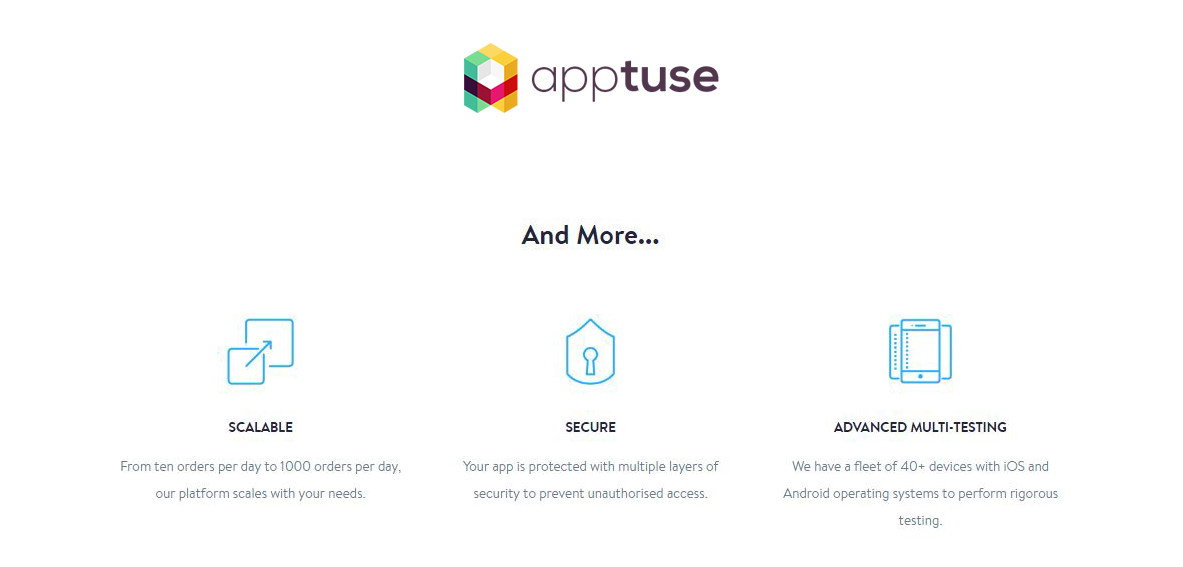 apptuse
And More...
SCALABLE
From ten orders per day to 1000 orders per day,
our platform scales with your needs.
SECURE
Your app is protected with multiple layers of
security to prevent unauthorised access.
ADVANCED MULTI-TESTING
We have a fleet of 40+ devices with iOS and
Android operating systems to perform rigorous
testing.